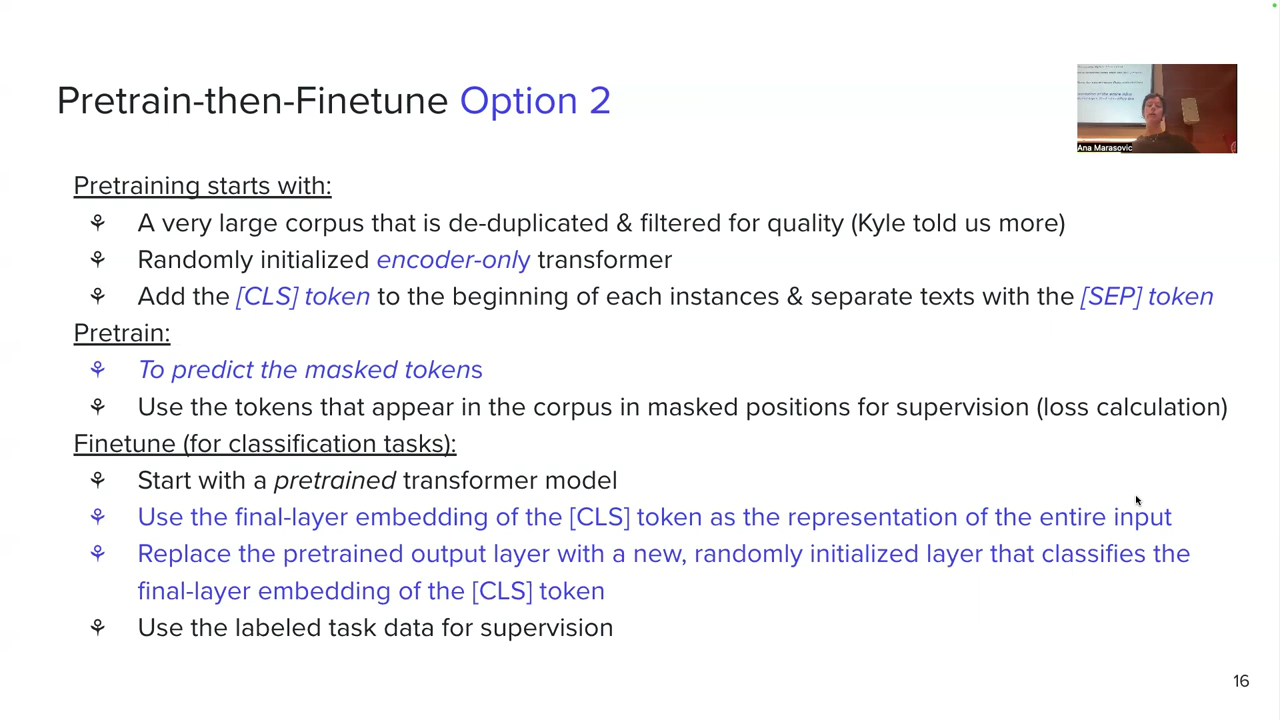 Pretrain-then-Finetune Option 2
Ana Marasovic
Pretraining starts with:
A very large corpus that is de-duplicated & filtered for quality (Kyle told us more)
Randomly initialized encoder-only transformer
Add the [CLS] token to the beginning of each instances & separate texts with the [SEP] token
Pretrain:
To predict the masked tokens
Use the tokens that appear in the corpus in masked positions for supervision (loss calculation)
Finetune (for classification tasks):
Start with a pretrained transformer model
Use the final-layer embedding of the [CLS] token as the representation of the entire input
Replace the pretrained output layer with a new, randomly initialized layer that classifies the
final-layer embedding of the [CLS] token
Use the labeled task data for supervision
16